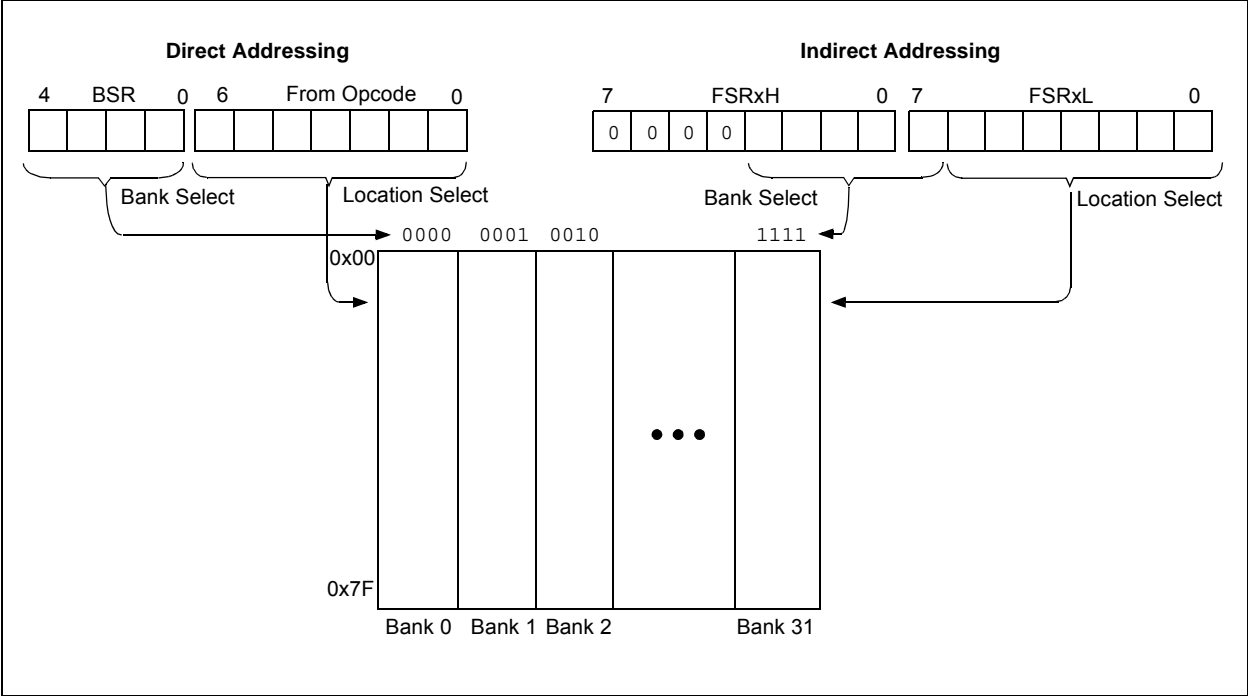 Direct Addressing
Indirect Addressing
4 BSR 0 6 From Opcode 0
7 FSRxH 0 7 FSRxL 0
0 0 0 0
Bank Select
Location Select
Bank Select
Location Select
0000 0001 0010 1111
0x00
0x7F
Bank 0 Bank 1 Bank 2 Bank 31